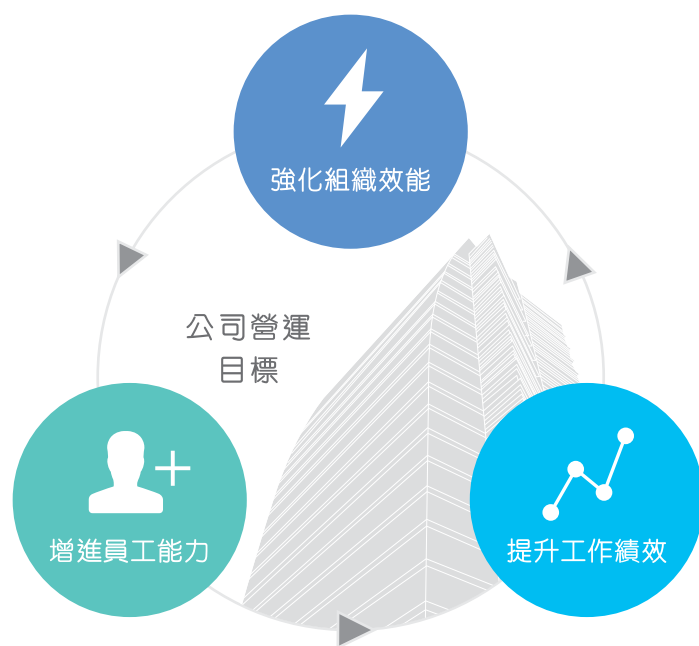 強化組織效能
公司營運
目標
增進員工能力
提升工作績效